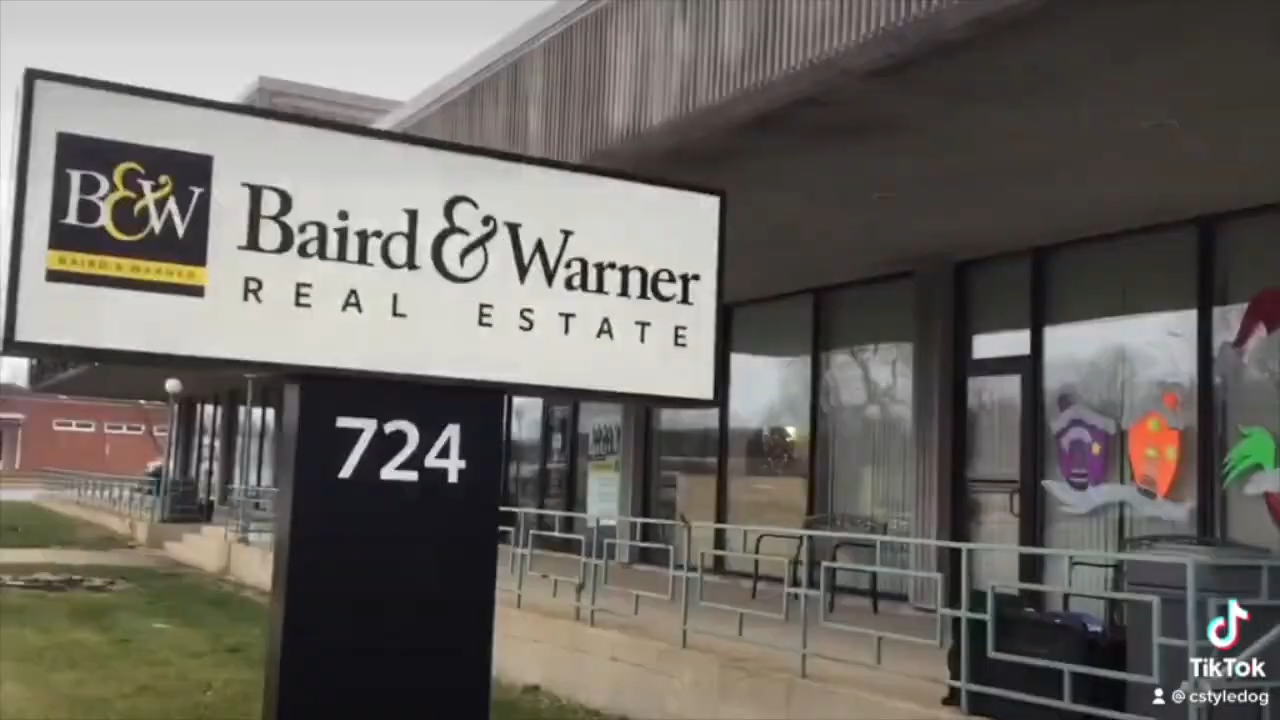 B&W
BAIRD & WARNER
Baird & Warner
REAL ESTATE
724
TikTok
@cstyledog